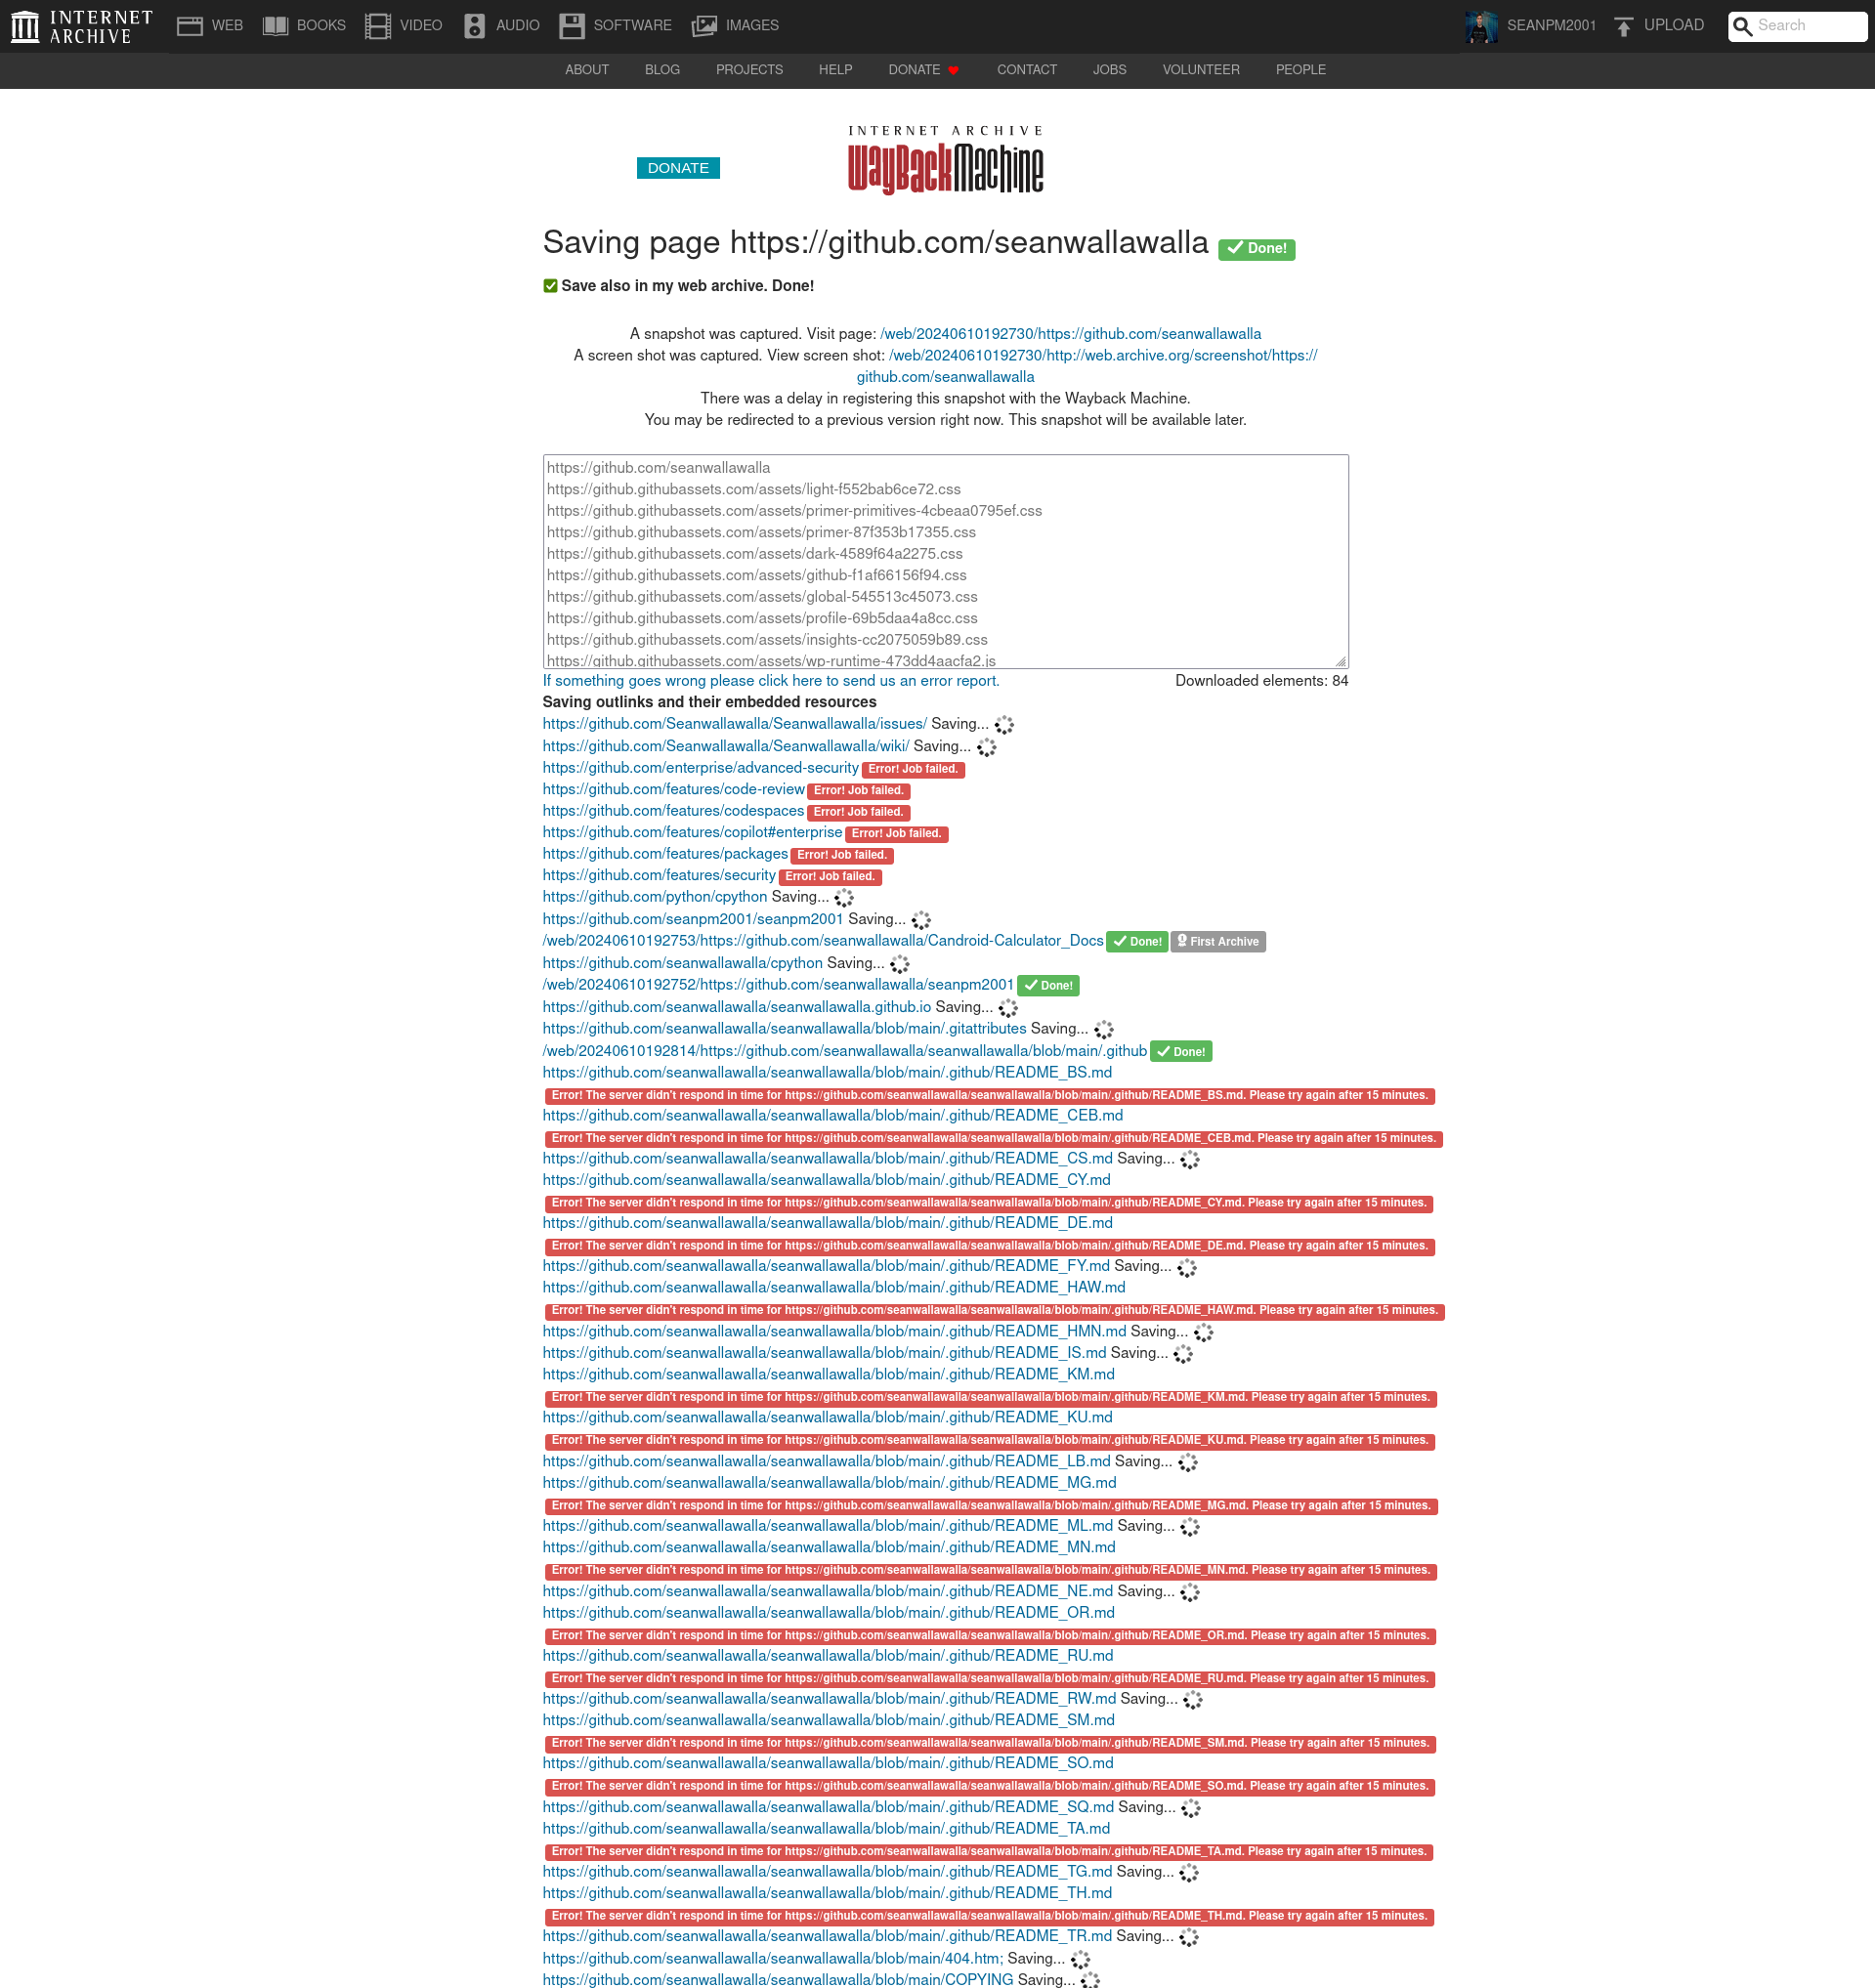 INTERNET ARCHIVE WEB BOOKS VIDEO AUDIO SOFTWARE IMAGES SEANPM2001 UPLOAD Search
ABOUT BLOG PROJECTS HELP DONATE CONTACT JOBS VOLUNTEER PEOPLE
INTERNET ARCHIVE
DONATE WayBackMachine
Saving page https://github.com/seanwallawalla Done!
Save also in my web archive. Done!
A snapshot was captured. Visit page: /web/20240610192730/https://github.com/seanwallawalla
A screen shot was captured. View screen shot: /web/20240610192730/http://web.archive.org/screenshot/https://
github.com/seanwallawalla
There was a delay in registering this snapshot with the Wayback Machine.
You may be redirected to a previous version right now. This snapshot will be available later.
https://github.com/seanwallawalla
https://github.githubassets.com/assets/light-f552bab6ce72.css
https://github.githubassets.com/assets/primer-primitives-4cbeaa0795ef.css
https://github.githubassets.com/assets/primer-87f353b17355.css
https://github.githubassets.com/assets/dark-4589f64a2275.css
https://github.githubassets.com/assets/github-f1af66156f94.css
https://github.githubassets.com/assets/global-545513c45073.css
https://github.githubassets.com/assets/profile-69b5daa4a8cc.css
https://github.githubassets.com/assets/insights-cc2075059b89.css
https://github.githubassets.com/assets/wp-runtime-473dd4aacfa2.js
If something goes wrong please click here to send us an error report. Downloaded elements: 84
Saving outlinks and their embedded resources
https://github.com/Seanwallawalla/Seanwallawalla/issues/ Saving...
https://github.com/Seanwallawalla/Seanwallawalla/wiki/ Saving...
https://github.com/enterprise/advanced-security Error! Job failed.
https://github.com/features/code-review Error! Job failed.
https://github.com/features/codespaces Error! Job failed.
https://github.com/features/copilot#enterprise Error! Job failed.
https://github.com/features/packages Error! Job failed.
https://github.com/features/security Error! Job failed.
https://github.com/python/cpython Saving...
https://github.com/seanpm2001/seanpm2001 Saving...
/web/20240610192753/https://github.com/seanwallawalla/Candroid-Calculator_Docs Done! First Archive
https://github.com/seanwallawalla/cpython Saving...
/web/20240610192752/https://github.com/seanwallawalla/seanpm2001 Done!
https://github.com/seanwallawalla/seanwallawalla.github.io Saving...
https://github.com/seanwallawalla/seanwallawalla/blob/main/.gitattributes Saving...
/web/20240610192814/https://github.com/seanwallawalla/seanwallawalla/blob/main/.github Done!
https://github.com/seanwallawalla/seanwallawalla/blob/main/.github/README_BS.md
Error! The server didn't respond in time for https://github.com/seanwallawalla/seanwallawalla/blob/main/.github/README_BS.md. Please try again after 15 minutes.
https://github.com/seanwallawalla/seanwallawalla/blob/main/.github/README_CEB.md
Error! The server didn't respond in time for https://github.com/seanwallawalla/seanwallawalla/blob/main/.github/README_CEB.md. Please try again after 15 minutes.
https://github.com/seanwallawalla/seanwallawalla/blob/main/.github/README_CS.md Saving...
https://github.com/seanwallawalla/seanwallawalla/blob/main/.github/README_CY.md
Error! The server didn't respond in time for https://github.com/seanwallawalla/seanwallawalla/blob/main/.github/README_CY.md. Please try again after 15 minutes.
https://github.com/seanwallawalla/seanwallawalla/blob/main/.github/README_DE.md
Error! The server didn't respond in time for https://github.com/seanwallawalla/seanwallawalla/blob/main/.github/README_DE.md. Please try again after 15 minutes.
https://github.com/seanwallawalla/seanwallawalla/blob/main/.github/README_FY.md Saving...
https://github.com/seanwallawalla/seanwallawalla/blob/main/.github/README_HAW.md
Error! The server didn't respond in time for https://github.com/seanwallawalla/seanwallawalla/blob/main/.github/README_HAW.md. Please try again after 15 minutes.
https://github.com/seanwallawalla/seanwallawalla/blob/main/.github/README_HMN.md Saving...
https://github.com/seanwallawalla/seanwallawalla/blob/main/.github/README_IS.md Saving...
https://github.com/seanwallawalla/seanwallawalla/blob/main/.github/README_KM.md
Error! The server didn't respond in time for https://github.com/seanwallawalla/seanwallawalla/blob/main/.github/README_KM.md. Please try again after 15 minutes.
https://github.com/seanwallawalla/seanwallawalla/blob/main/.github/README_KU.md
Error! The server didn't respond in time for https://github.com/seanwallawalla/seanwallawalla/blob/main/.github/README_KU.md. Please try again after 15 minutes.
https://github.com/seanwallawalla/seanwallawalla/blob/main/.github/README_LB.md Saving...
https://github.com/seanwallawalla/seanwallawalla/blob/main/.github/README_MG.md
Error! The server didn't respond in time for https://github.com/seanwallawalla/seanwallawalla/blob/main/.github/README_MG.md. Please try again after 15 minutes.
https://github.com/seanwallawalla/seanwallawalla/blob/main/.github/README_ML.md Saving...
https://github.com/seanwallawalla/seanwallawalla/blob/main/.github/README_MN.md
Error! The server didn't respond in time for https://github.com/seanwallawalla/seanwallawalla/blob/main/.github/README_MN.md. Please try again after 15 minutes.
https://github.com/seanwallawalla/seanwallawalla/blob/main/.github/README_NE.md Saving...
https://github.com/seanwallawalla/seanwallawalla/blob/main/.github/README_OR.md
Error! The server didn't respond in time for https://github.com/seanwallawalla/seanwallawalla/blob/main/.github/README_OR.md. Please try again after 15 minutes.
https://github.com/seanwallawalla/seanwallawalla/blob/main/.github/README_RU.md
Error! The server didn't respond in time for https://github.com/seanwallawalla/seanwallawalla/blob/main/.github/README_RU.md. Please try again after 15 minutes.
https://github.com/seanwallawalla/seanwallawalla/blob/main/.github/README_RW.md Saving...
https://github.com/seanwallawalla/seanwallawalla/blob/main/.github/README_SM.md
Error! The server didn't respond in time for https://github.com/seanwallawalla/seanwallawalla/blob/main/.github/README_SM.md. Please try again after 15 minutes.
https://github.com/seanwallawalla/seanwallawalla/blob/main/.github/README_SO.md
Error! The server didn't respond in time for https://github.com/seanwallawalla/seanwallawalla/blob/main/.github/README_SO.md. Please try again after 15 minutes.
https://github.com/seanwallawalla/seanwallawalla/blob/main/.github/README_SQ.md Saving...
https://github.com/seanwallawalla/seanwallawalla/blob/main/.github/README_TA.md
Error! The server didn't respond in time for https://github.com/seanwallawalla/seanwallawalla/blob/main/.github/README_TA.md. Please try again after 15 minutes.
https://github.com/seanwallawalla/seanwallawalla/blob/main/.github/README_TG.md Saving...
https://github.com/seanwallawalla/seanwallawalla/blob/main/.github/README_TH.md
Error! The server didn't respond in time for https://github.com/seanwallawalla/seanwallawalla/blob/main/.github/README_TH.md. Please try again after 15 minutes.
https://github.com/seanwallawalla/seanwallawalla/blob/main/.github/README_TR.md Saving...
https://github.com/seanwallawalla/seanwallawalla/blob/main/404.htm; Saving...
https://github.com/seanwallawalla/seanwallawalla/blob/main/COPYING Saving...